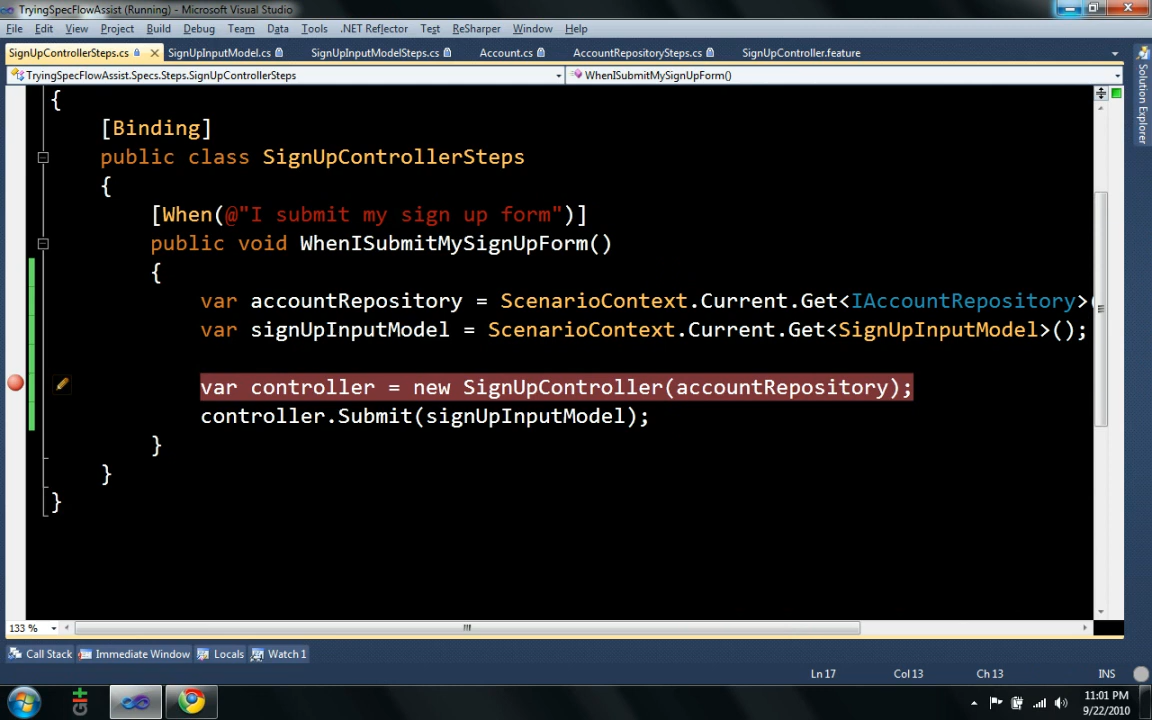 TryingSpecFlowAssist (Running) - Microsoft Visual Studio
File Edit View Project Build Debug Team Data Tools .NET Reflector Test ReSharper Window Help
SignUpControllerSteps.cs SignUpInputModel.cs SignUpInputModelSteps.cs Account.cs AccountRepositorySteps.cs SignUpController.feature
TryingSpecFlowAssist.Specs.Steps.SignUpControllerSteps WhenISubmitMySignUpForm()
Solution Explorer
{
[Binding]
public class SignUpControllerSteps
{
[When(@"I submit my sign up form")]
public void WhenISubmitMySignUpForm()
{
var accountRepository = ScenarioContext.Current.Get<IAccountRepository>(
var signUpInputModel = ScenarioContext.Current.Get<SignUpInputModel>();
var controller = new SignUpController(accountRepository);
controller.Submit(signUpInputModel);
}
}
}
133 %
Call Stack Immediate Window Locals Watch 1
Ln 17 Col 13 Ch 13 INS
Git 11:01 PM
9/22/2010